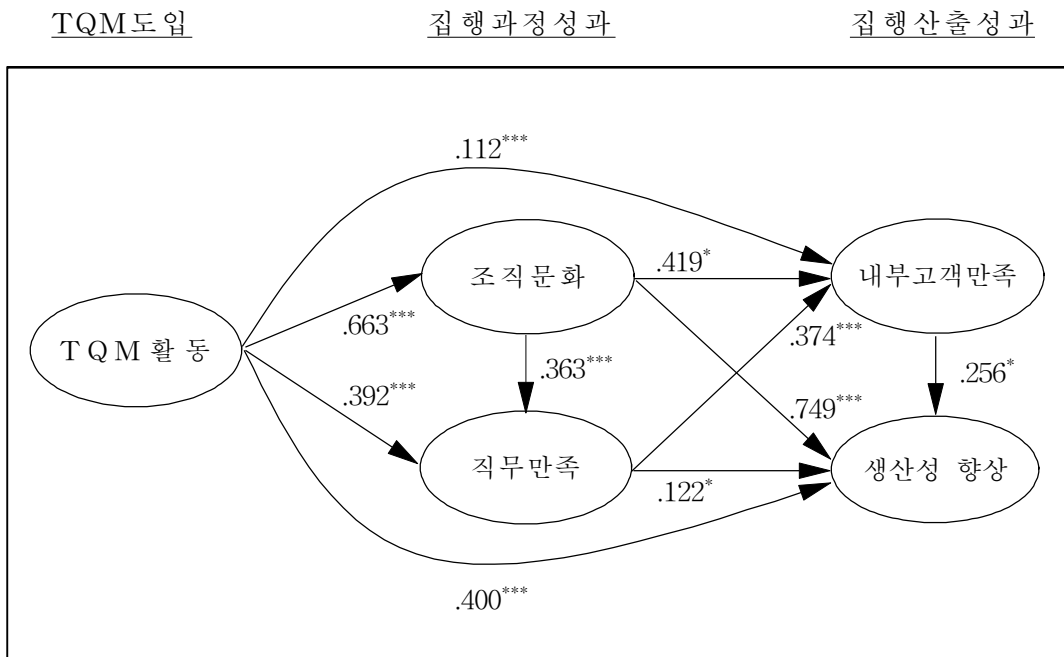 TQM도입 집행과정성과 집행산출성과
.112***
조직문화 .419* 내부고객만족
.663*** .374***
TQM활동
.363*** .256*
.392*** .749***
직무만족 생산성 향상
.122*
.400***